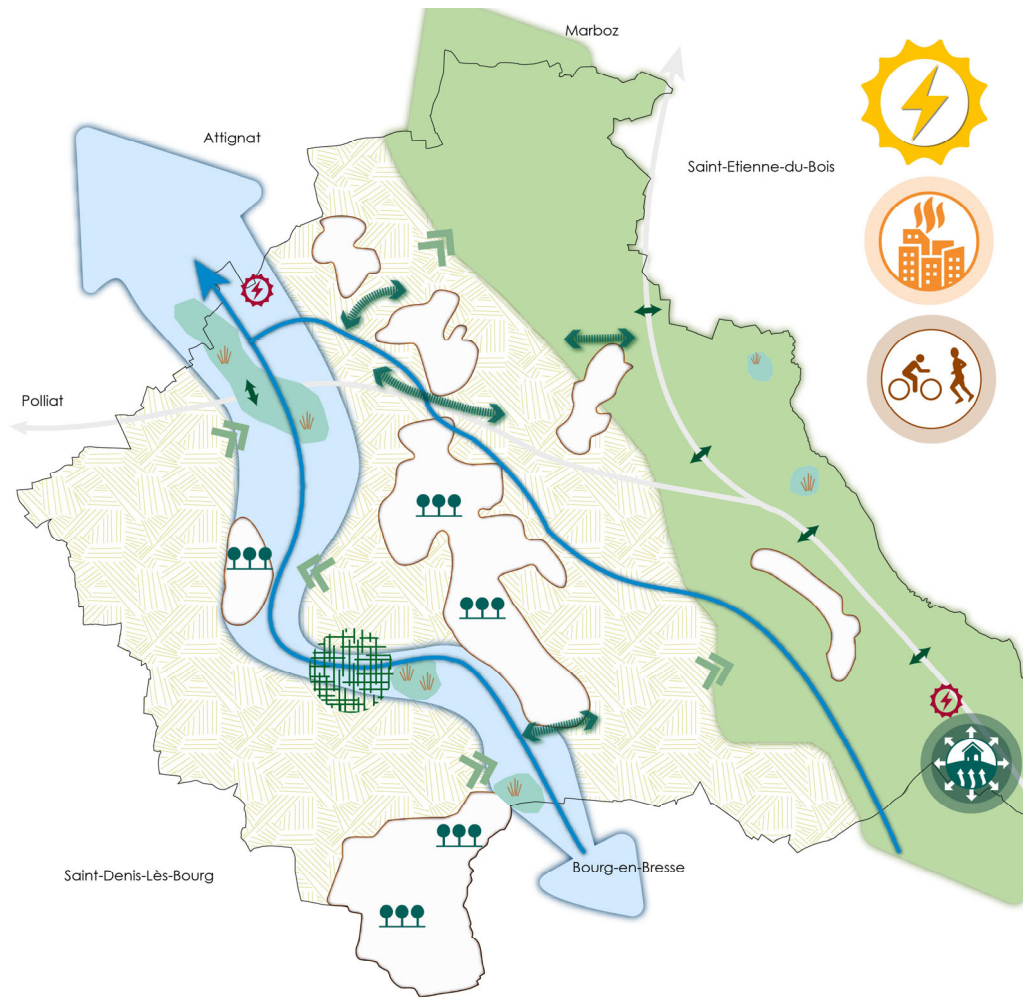 Marboz
Attignat
Saint-Etienne-du-Bois
Polliat
Bourg-en-Bresse
Saint-Denis-Lès-Bourg